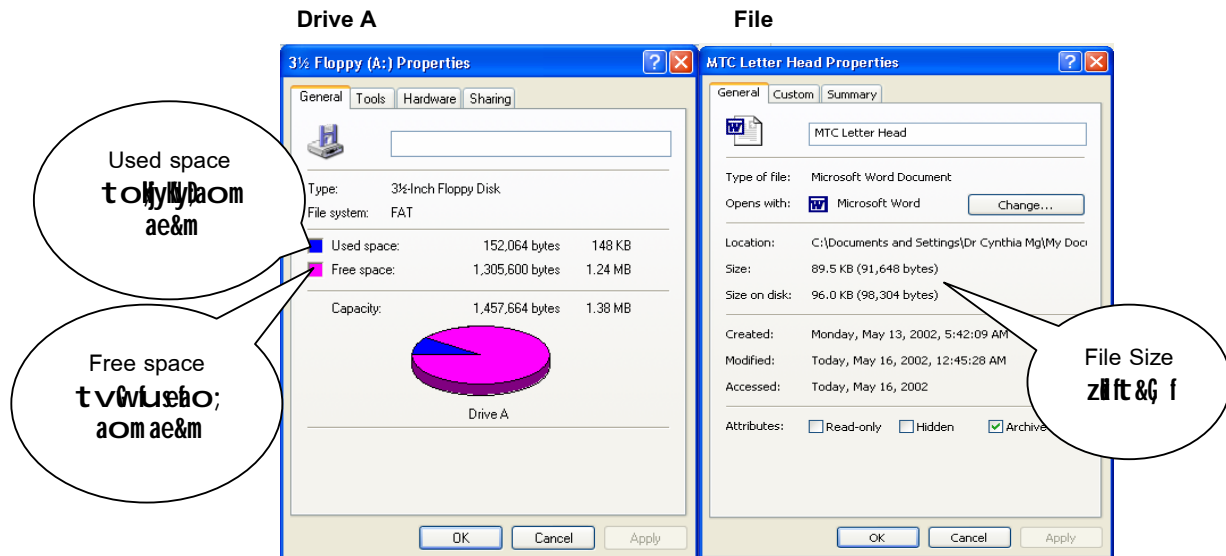 Drive A
File
3½ Floppy (A:) Properties
General Tools Hardware Sharing
Type: 3½-Inch Floppy Disk
File system: FAT
Used space: 152,064 bytes 148 KB
Free space: 1,305,600 bytes 1.24 MB
Capacity: 1,457,664 bytes 1.38 MB
Drive A
OK Cancel Apply
MTC Letter Head Properties
General Custom Summary
MTC Letter Head
Type of file: Microsoft Word Document
Opens with: Microsoft Word Change...
Location: C:\Documents and Settings\Dr Cynthia Mg\My Docu
Size: 89.5 KB (91,648 bytes)
Size on disk: 96.0 KB (98,304 bytes)
Created: Monday, May 13, 2002, 5:42:09 AM
Modified: Today, May 16, 2002, 12:45:28 AM
Accessed: Today, May 16, 2002
Attributes: Read-only Hidden Archive
OK Cancel Apply
Used space
ae&m
Free space
aom ae&m
File Size